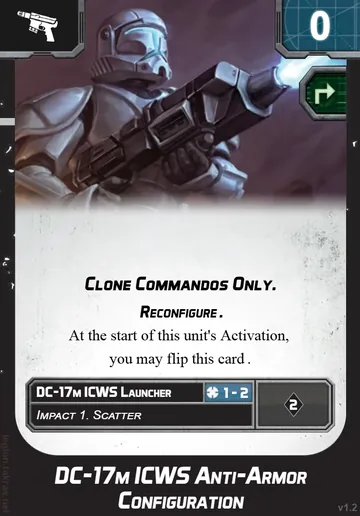 0
CLONE COMMANDOS ONLY.
RECONFIGURE.
At the start of this unit's Activation,
you may flip this card.
DC-17M ICWS LAUNCHER 1 - 2
IMPACT 1. SCATTER
2
DC-17M ICWS ANTI-ARMOR
CONFIGURATION
v1.2